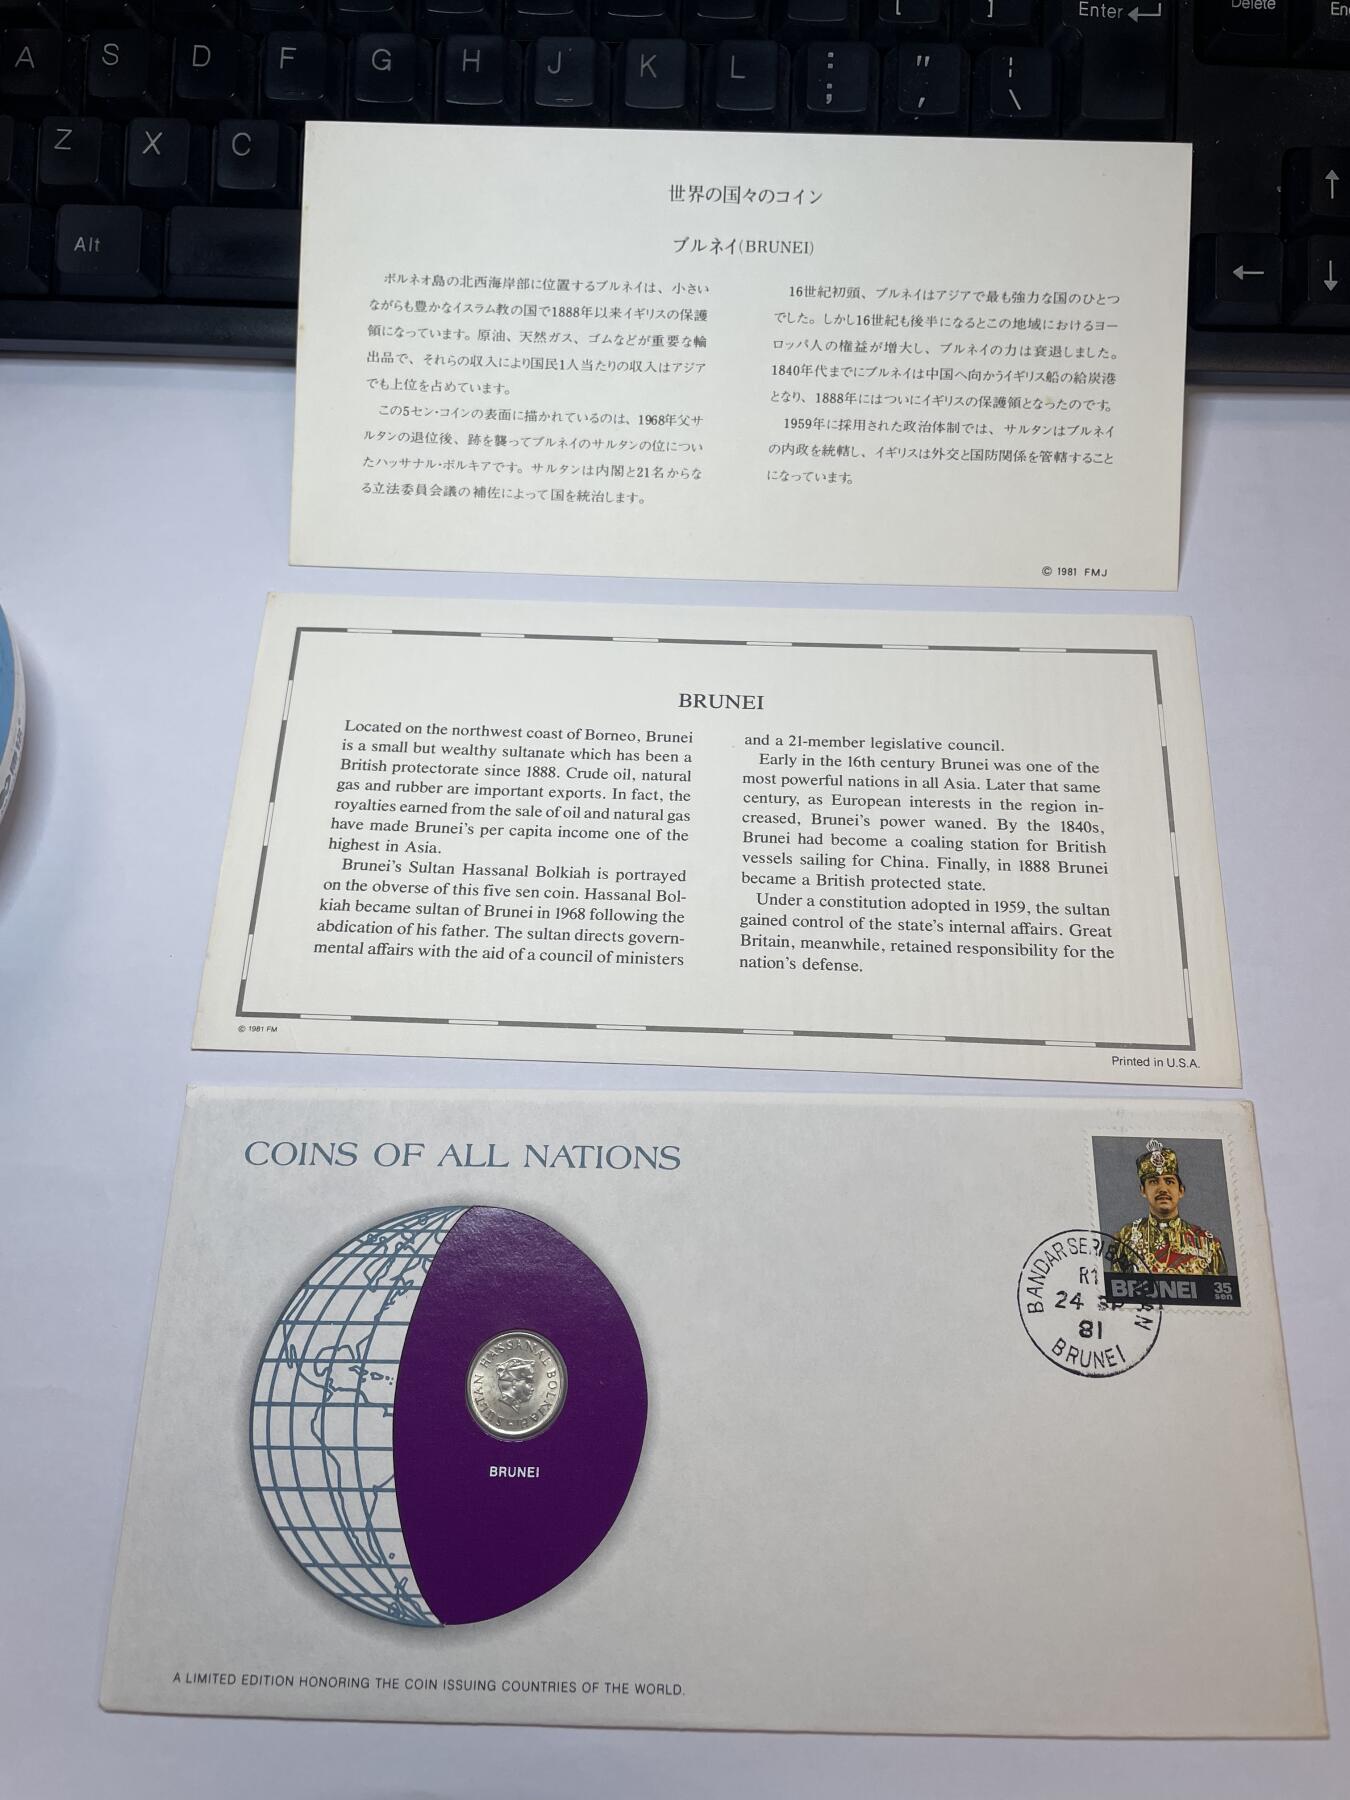 Enter
Delete
A S D F G H J K L : ; " , ¦ \
Z X C
Alt
世界の国々のコイン
ブルネイ(BRUNEI)
ボルネオ島の北西海岸部に位置するブルネイは、小さい
ながらも豊かなイスラム教の国で1888年以来イギリスの保護
領になっています。原油、天然ガス、ゴムなどが重要な輸
出品で、それらの収入により国民1人当たりの収入はアジア
でも上位を占めています。
この5セン・コインの表面に描かれているのは、1968年父サ
ルタンの退位後、跡を襲ってブルネイのサルタンの位につい
たハッサナル・ボルキアです。サルタンは内閣と21名からな
る立法委員会議の補佐によって国を統治します。
16世紀初頭、ブルネイはアジアで最も強力な国のひとつ
でした。しかし16世紀も後半になるとこの地域におけるヨー
ロッパ人の権益が増大し、ブルネイの力は衰退しました。
1840年代までにブルネイは中国へ向かうイギリス船の給炭港
となり、1888年にはついにイギリスの保護領となったのです。
1959年に採用された政治体制では、サルタンはブルネイ
の内政を統轄し、イギリスは外交と国防関係を管轄すること
になっています。
© 1981 FMJ
BRUNEI
Located on the northwest coast of Borneo, Brunei
is a small but wealthy sultanate which has been a
British protectorate since 1888. Crude oil, natural
gas and rubber are important exports. In fact, the
royalties earned from the sale of oil and natural gas
have made Brunei's per capita income one of the
highest in Asia.
Brunei's Sultan Hassanal Bolkiah is portrayed
on the obverse of this five sen coin. Hassanal Bol-
kiah became sultan of Brunei in 1968 following the
abdication of his father. The sultan directs govern-
mental affairs with the aid of a council of ministers
and a 21-member legislative council.
Early in the 16th century Brunei was one of the
most powerful nations in all Asia. Later that same
century, as European interests in the region in-
creased, Brunei's power waned. By the 1840s,
Brunei had become a coaling station for British
vessels sailing for China. Finally, in 1888 Brunei
became a British protected state.
Under a constitution adopted in 1959, the sultan
gained control of the state's internal affairs. Great
Britain, meanwhile, retained responsibility for the
nation's defense.
© 1981 FM
Printed in U.S.A.
COINS OF ALL NATIONS
BRUNEI 35
sen
BANDAR SERI
R1
24 SP
81
BRUNEI
SULTAN HASSANAL BOLKIAH
BRUNEI
A LIMITED EDITION HONORING THE COIN ISSUING COUNTRIES OF THE WORLD.